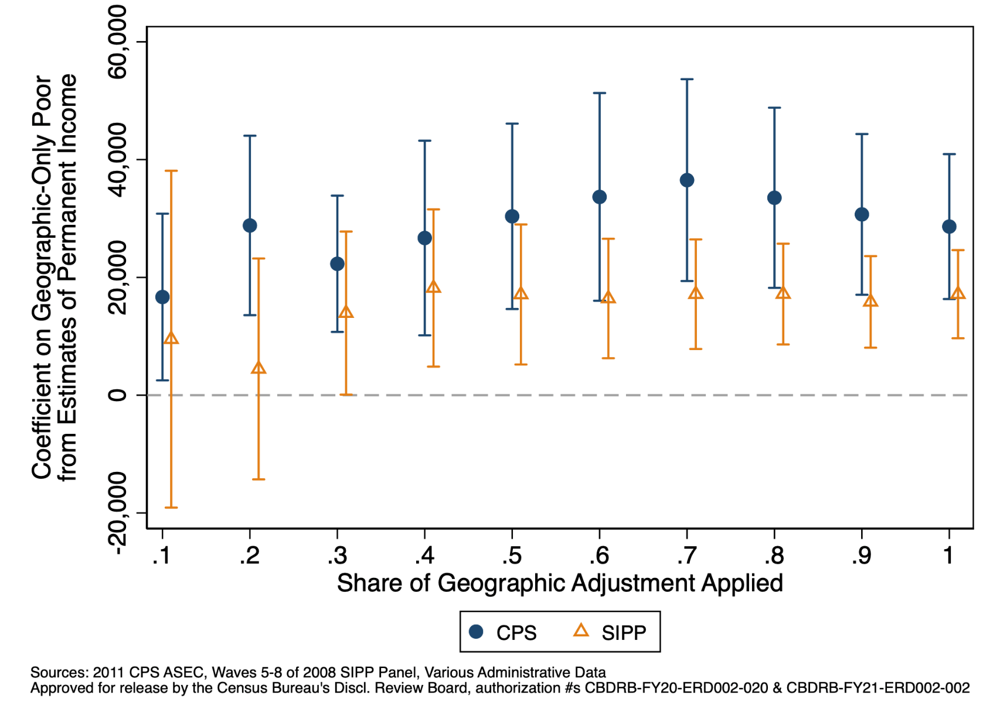 Coefficient on Geographic-Only Poor
from Estimates of Permanent Income
60,000
40,000
20,000
0
-20,000
.1 .2 .3 .4 .5 .6 .7 .8 .9 1
Share of Geographic Adjustment Applied
CPS SIPP
Sources: 2011 CPS ASEC, Waves 5-8 of 2008 SIPP Panel, Various Administrative Data
Approved for release by the Census Bureau's Discl. Review Board, authorization #s CBDRB-FY20-ERD002-020 & CBDRB-FY21-ERD002-002